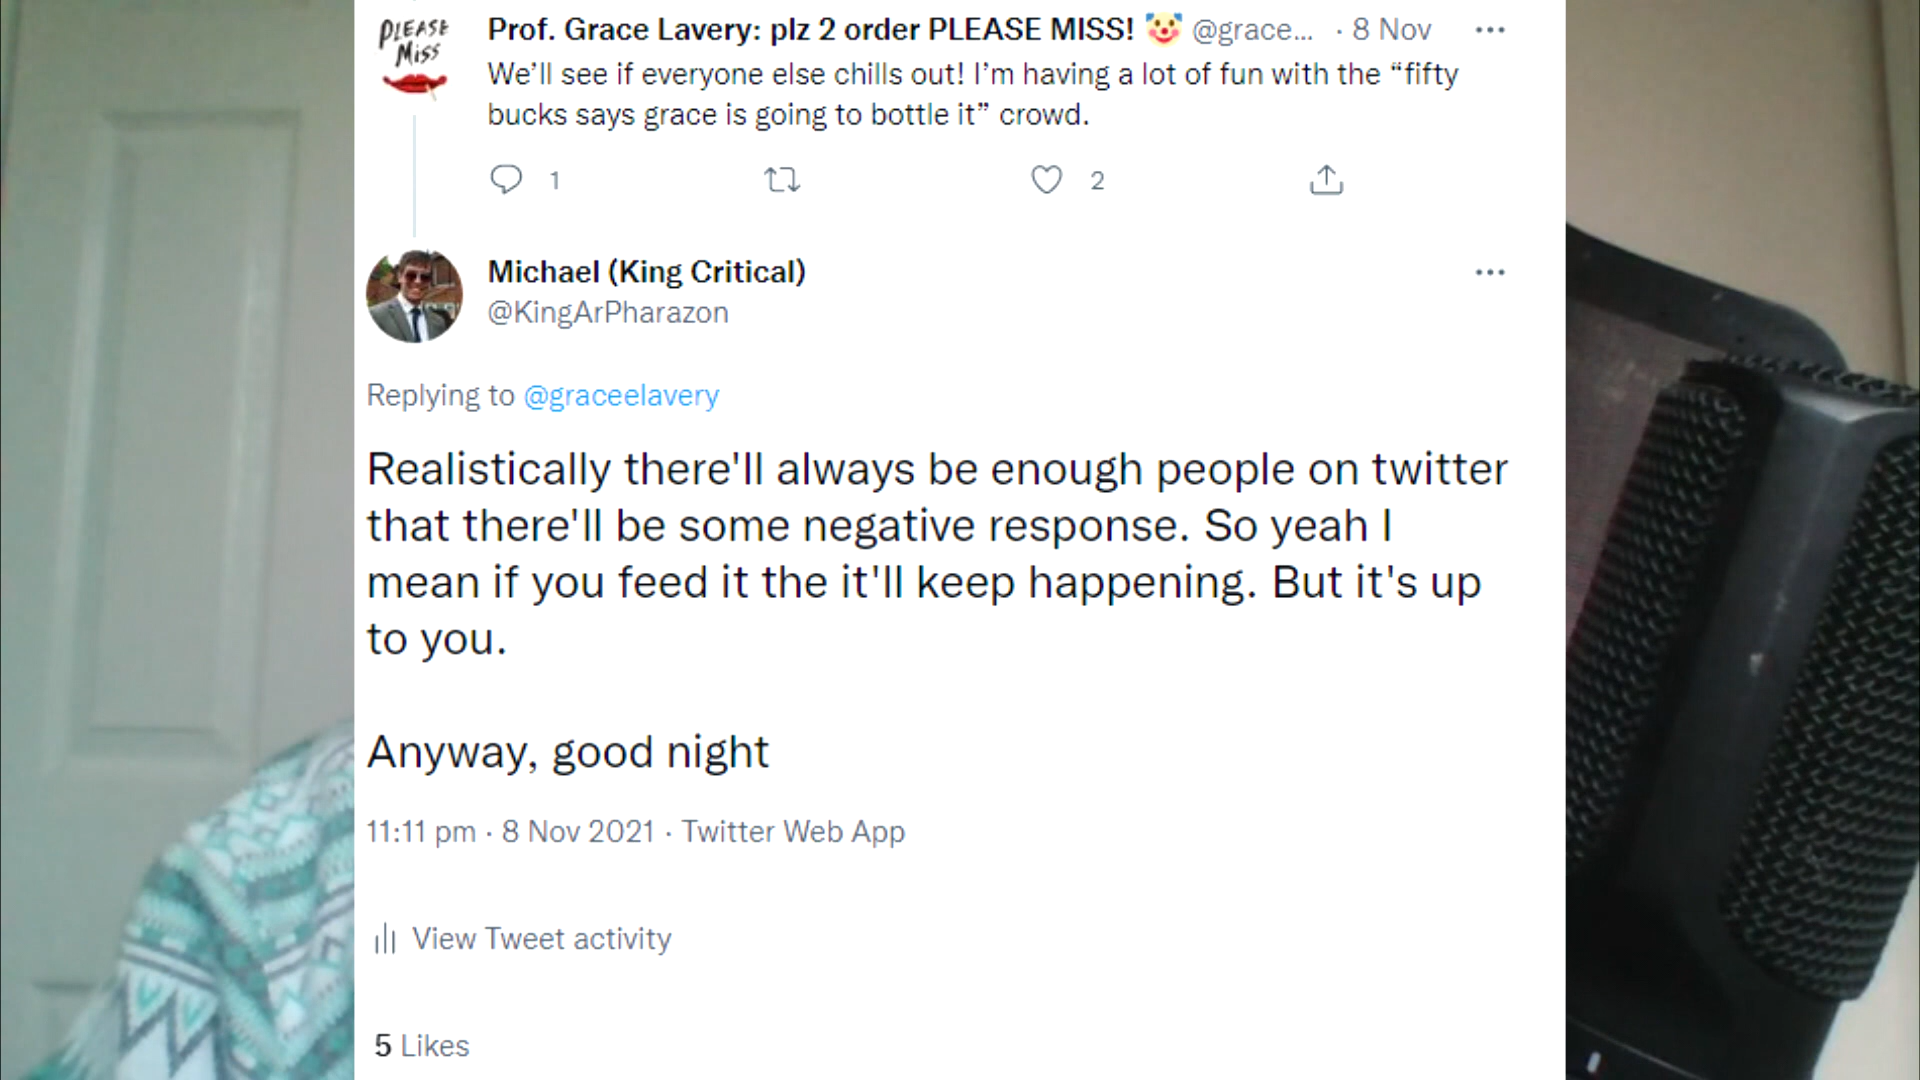 PLEASE
Miss
Prof. Grace Lavery: plz 2 order PLEASE MISS! 🤡 @grace... · 8 Nov
We’ll see if everyone else chills out! I’m having a lot of fun with the “fifty
bucks says grace is going to bottle it” crowd.
1 2
Michael (King Critical)
@KingArPharazon
Replying to @graceelavery
Realistically there'll always be enough people on twitter
that there'll be some negative response. So yeah I
mean if you feed it the it'll keep happening. But it's up
to you.
Anyway, good night
11:11 pm · 8 Nov 2021 · Twitter Web App
View Tweet activity
5 Likes